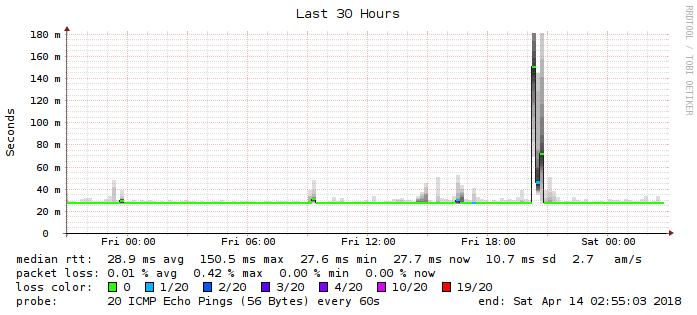 Last 30 Hours
RRDTOOL / TOBI OETIKER
Seconds
180 m
160 m
140 m
120 m
100 m
80 m
60 m
40 m
20 m
0
Fri 00:00 Fri 06:00 Fri 12:00 Fri 18:00 Sat 00:00
median rtt: 28.9 ms avg 150.5 ms max 27.6 ms min 27.7 ms now 10.7 ms sd 2.7 am/s
packet loss: 0.01 % avg 0.42 % max 0.00 % min 0.00 % now
loss color: 0 1/20 2/20 3/20 4/20 10/20 19/20
probe: 20 ICMP Echo Pings (56 Bytes) every 60s end: Sat Apr 14 02:55:03 2018